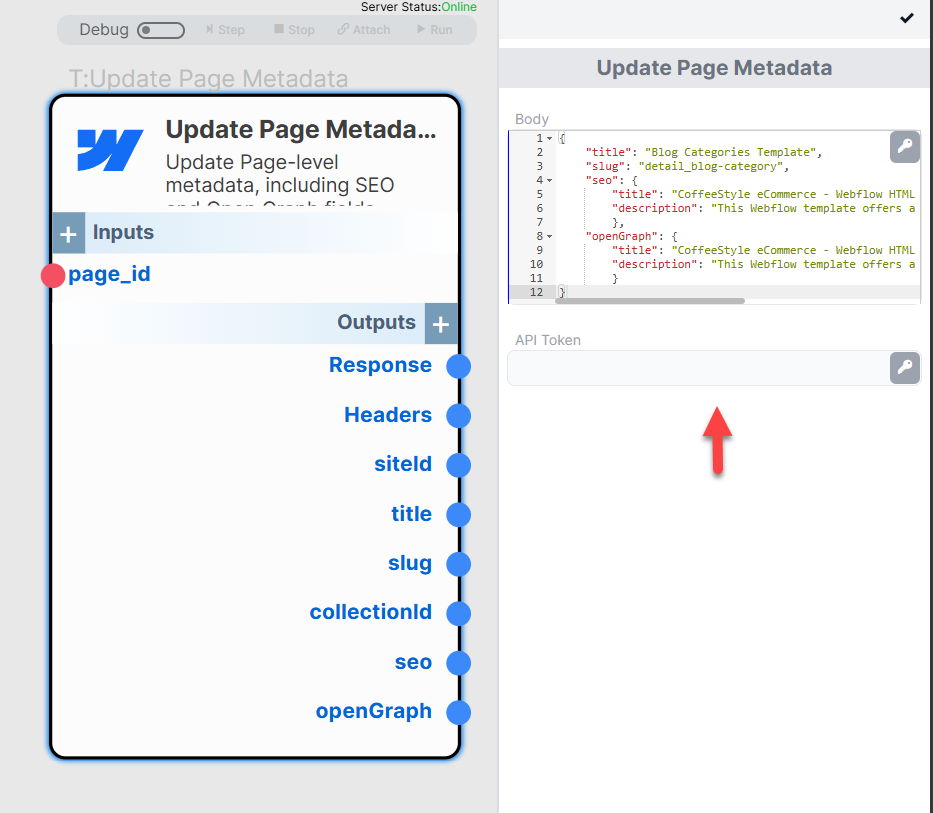 Server Status:Online
Debug Step Stop Attach Run
T:Update Page Metadata
Update Page Metada...
Update Page-level
metadata, including SEO
and Open Graph fields
+ Inputs
page_id
Outputs +
Response
Headers
siteId
title
slug
collectionId
seo
openGraph
Update Page Metadata
Body
1 {
2 "title": "Blog Categories Template",
3 "slug": "detail_blog-category",
4 "seo": {
5 "title": "CoffeeStyle eCommerce - Webflow HTML
6 "description": "This Webflow template offers a
7 },
8 "openGraph": {
9 "title": "CoffeeStyle eCommerce - Webflow HTML
10 "description": "This Webflow template offers a
11 }
12 }
API Token